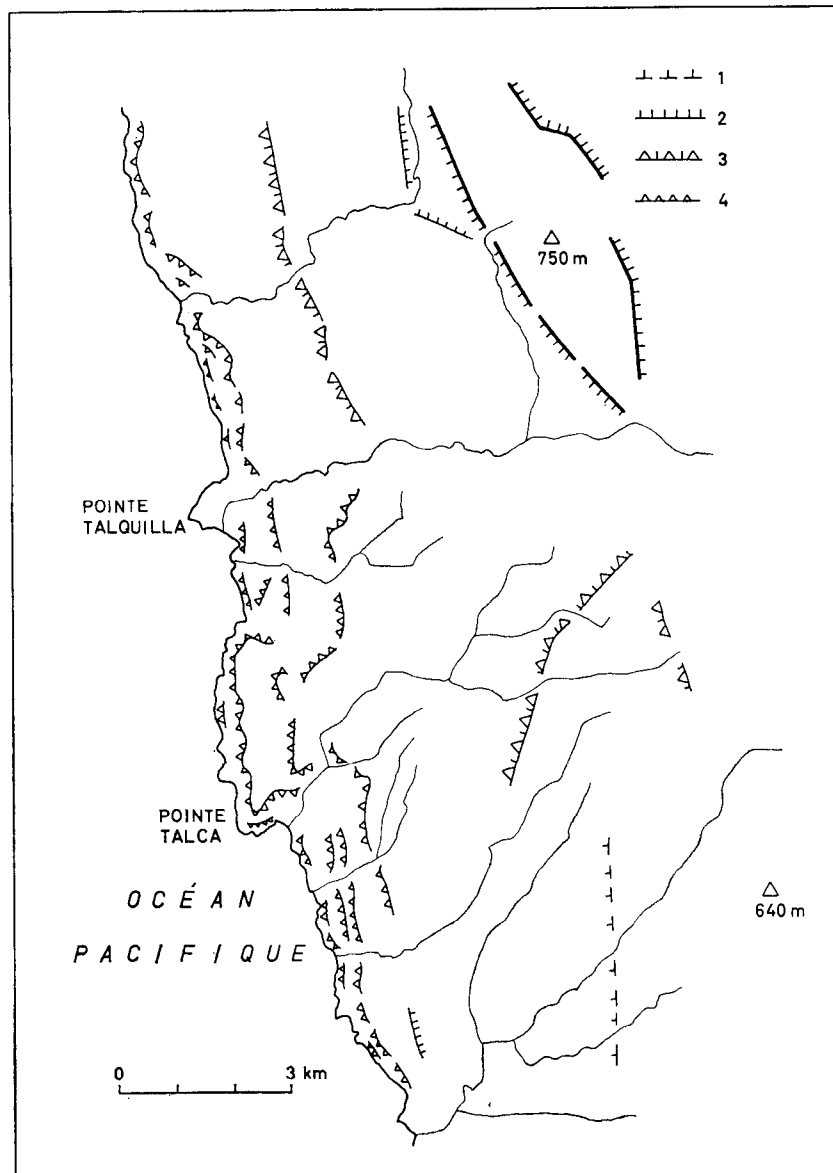 1
2
3
4
750 m
POINTE
TALQUILLA
POINTE
TALCA
OCÉAN
PACIFIQUE
640 m
0 3 km